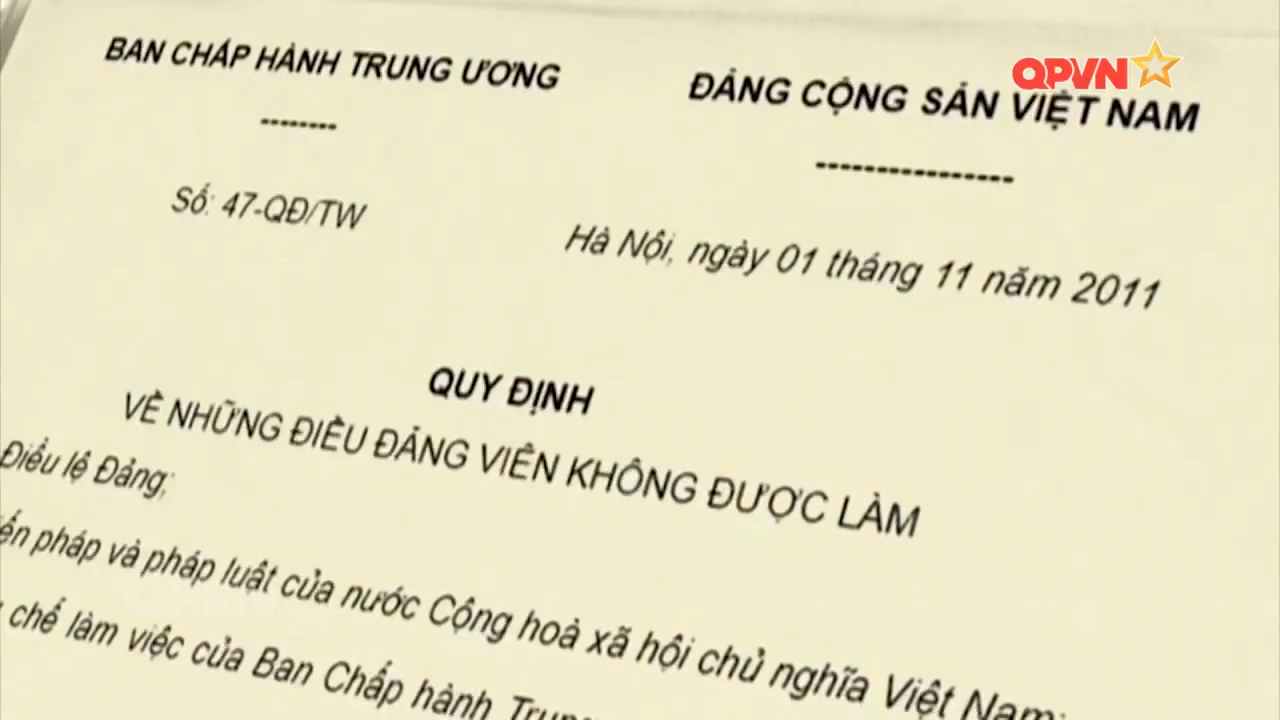 BAN CHẤP HÀNH TRUNG ƯƠNG
--------
Số: 47-QĐ/TW
ĐẢNG CỘNG SẢN VIỆT NAM
-----------------
Hà Nội, ngày 01 tháng 11 năm 2011
QPVN
QUY ĐỊNH
VỀ NHỮNG ĐIỀU ĐẢNG VIÊN KHÔNG ĐƯỢC LÀM
Điều lệ Đảng;
pháp và pháp luật của nước Cộng hoà xã hội chủ nghĩa Việt Nam;
chế làm việc của Ban Chấp hành